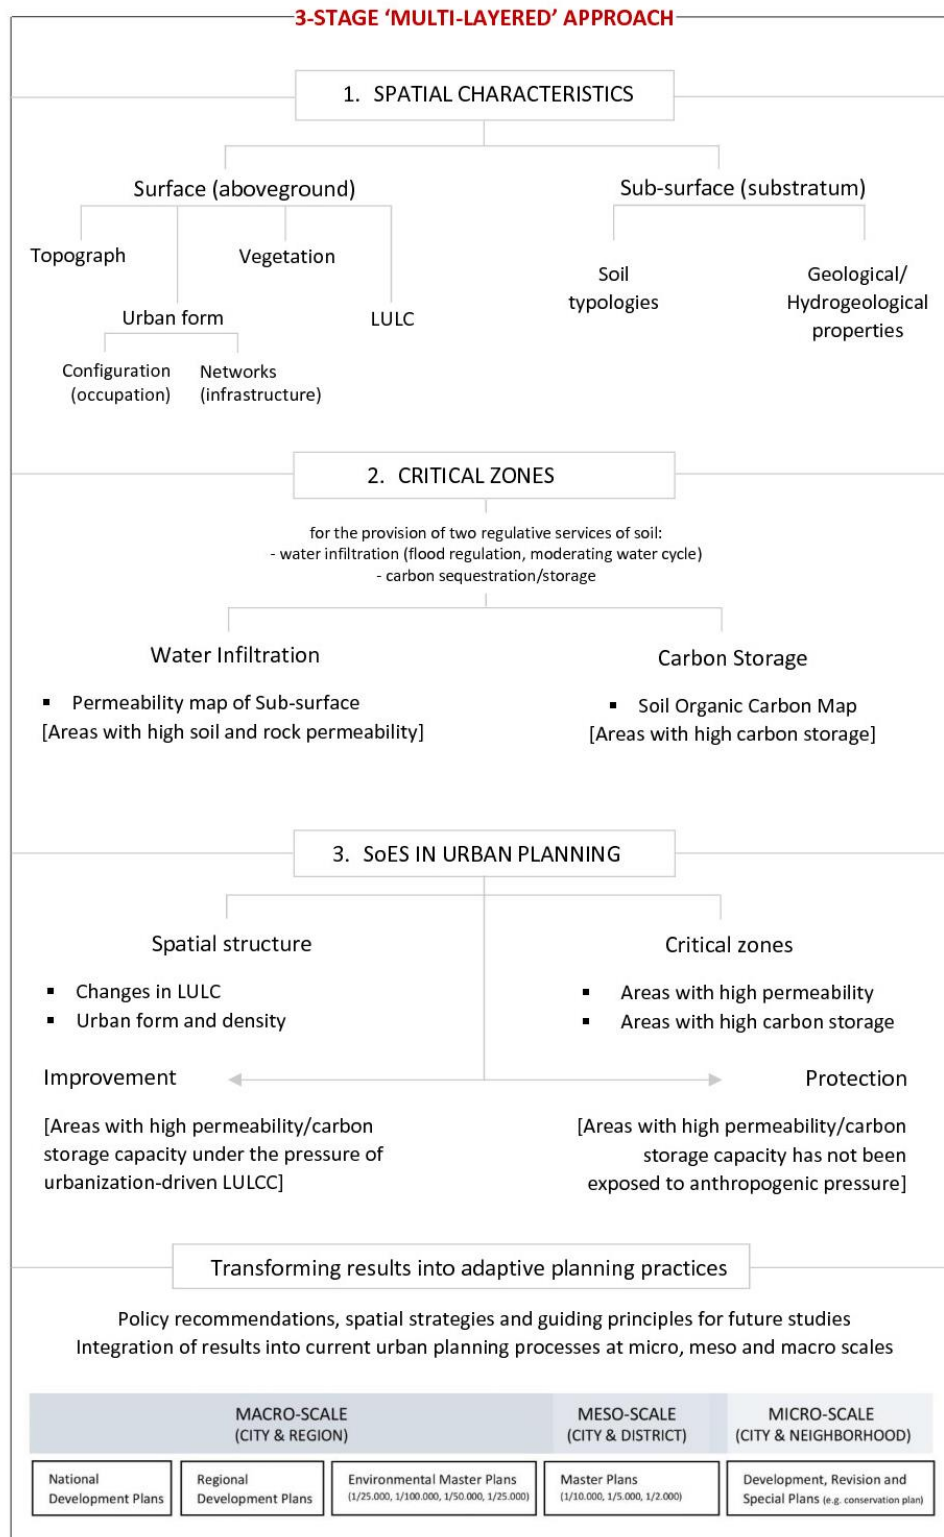 3-STAGE ‘MULTI-LAYERED’ APPROACH
1. SPATIAL CHARACTERISTICS
Surface (aboveground)
Sub-surface (substratum)
Topograph
Vegetation
Urban form
LULC
Configuration
(occupation)
Networks
(infrastructure)
Soil
typologies
Geological/
Hydrogeological
properties
2. CRITICAL ZONES
for the provision of two regulative services of soil:
- water infiltration (flood regulation, moderating water cycle)
- carbon sequestration/storage
Water Infiltration
▪ Permeability map of Sub-surface
[Areas with high soil and rock permeability]
Carbon Storage
▪ Soil Organic Carbon Map
[Areas with high carbon storage]
3. SoES IN URBAN PLANNING
Spatial structure
▪ Changes in LULC
▪ Urban form and density
Critical zones
▪ Areas with high permeability
▪ Areas with high carbon storage
Improvement
[Areas with high permeability/carbon
storage capacity under the pressure of
urbanization-driven LULCC]
Protection
[Areas with high permeability/carbon
storage capacity has not been
exposed to anthropogenic pressure]
Transforming results into adaptive planning practices
Policy recommendations, spatial strategies and guiding principles for future studies
Integration of results into current urban planning processes at micro, meso and macro scales
MACRO-SCALE
(CITY & REGION)
MESO-SCALE
(CITY & DISTRICT)
MICRO-SCALE
(CITY & NEIGHBORHOOD)
National
Development Plans
Regional
Development Plans
Environmental Master Plans
(1/25.000, 1/100.000, 1/50.000, 1/25.000)
Master Plans
(1/10.000, 1/5.000, 1/2.000)
Development, Revision and
Special Plans (e.g. conservation plan)